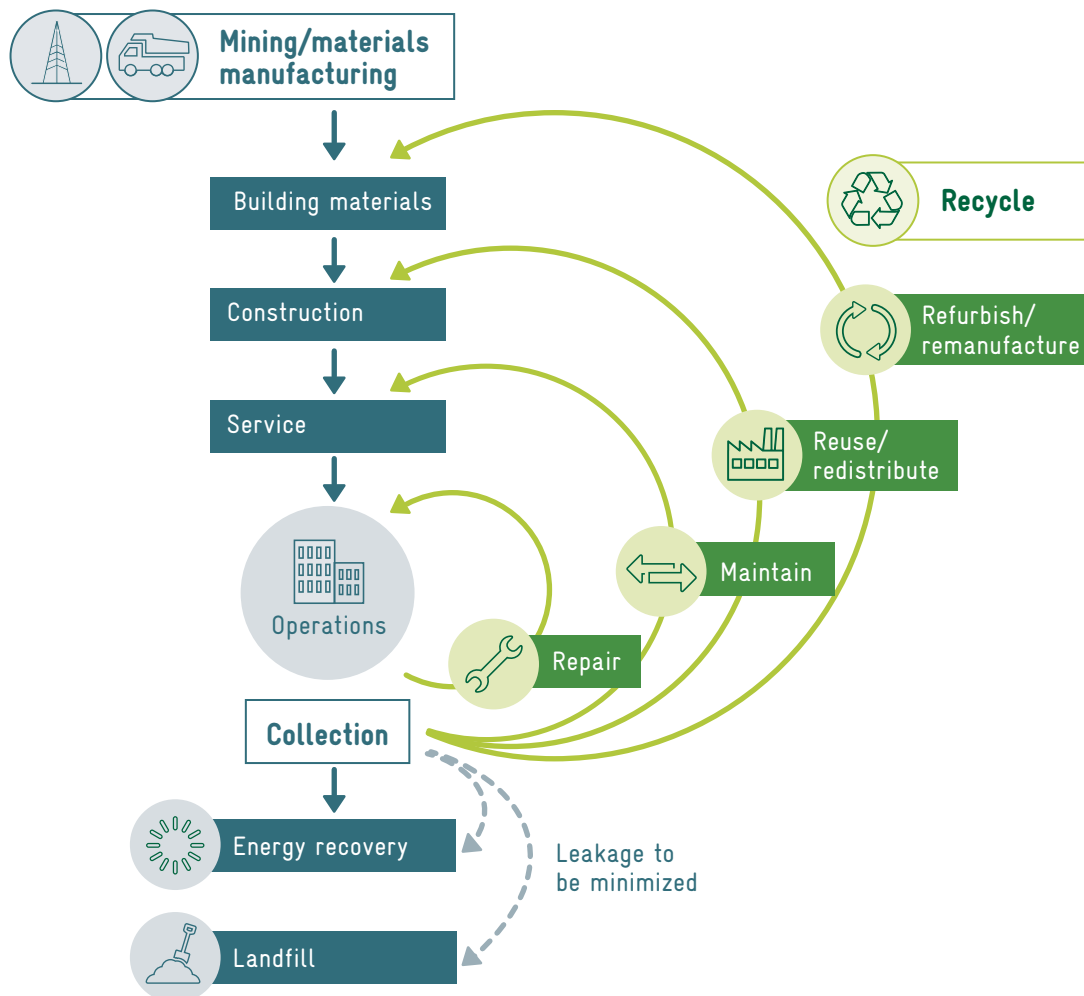 Mining/materials
manufacturing
Building materials
Recycle
Construction
Refurbish/
remanufacture
Service
Reuse/
redistribute
Maintain
Operations
Repair
Collection
Energy recovery
Leakage to
be minimized
Landfill